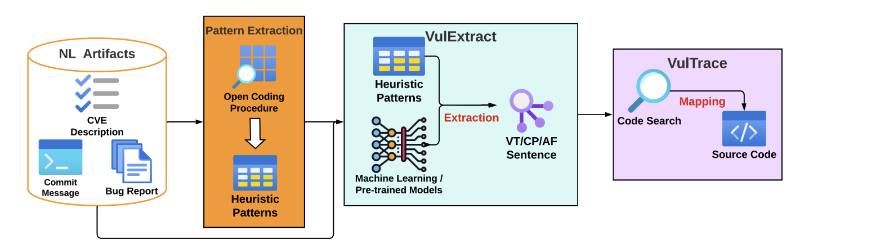 NL Artifacts
CVE
Description
Commit
Message
Bug Report
Pattern Extraction
Open Coding
Procedure
Heuristic
Patterns
VulExtract
Heuristic
Patterns
Extraction
Machine Learning /
Pre-trained Models
VT/CP/AF
Sentence
VulTrace
Mapping
Code Search
Source Code